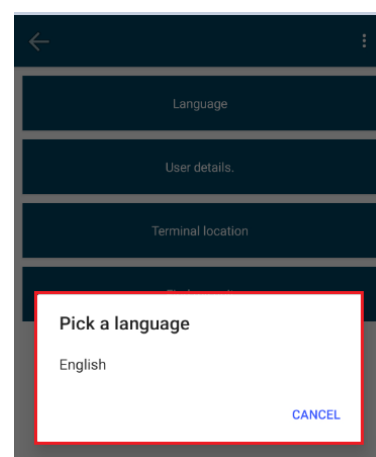 Language
User details.
Terminal location
Pick a language
English
CANCEL